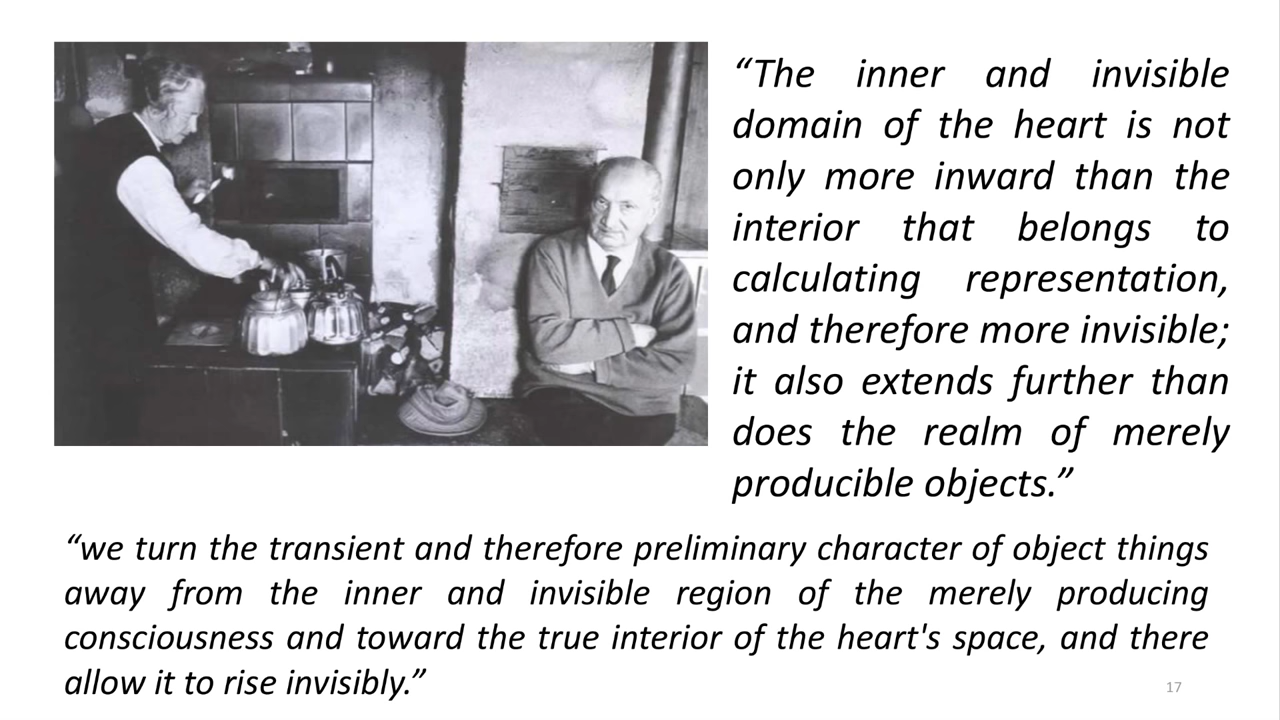 “The inner and invisible
domain of the heart is not
only more inward than the
interior that belongs to
calculating representation,
and therefore more invisible;
it also extends further than
does the realm of merely
producible objects.”
“we turn the transient and therefore preliminary character of object things
away from the inner and invisible region of the merely producing
consciousness and toward the true interior of the heart's space, and there
allow it to rise invisibly.”
17